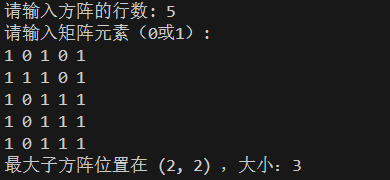 请输入方阵的行数: 5
请输入矩阵元素（0或1）:
1 0 1 0 1
1 1 1 0 1
1 0 1 1 1
1 0 1 1 1
1 0 1 1 1
最大子方阵位置在 (2, 2) ，大小: 3